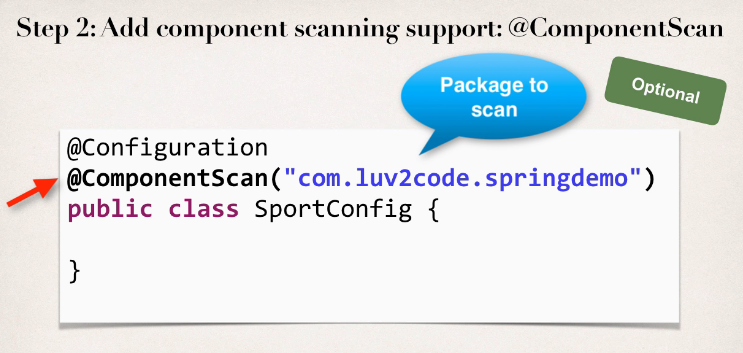 Step 2: Add component scanning support: @ComponentScan
Package to
scan
Optional
@Configuration
@ComponentScan("com.luv2code.springdemo")
public class SportConfig {
}